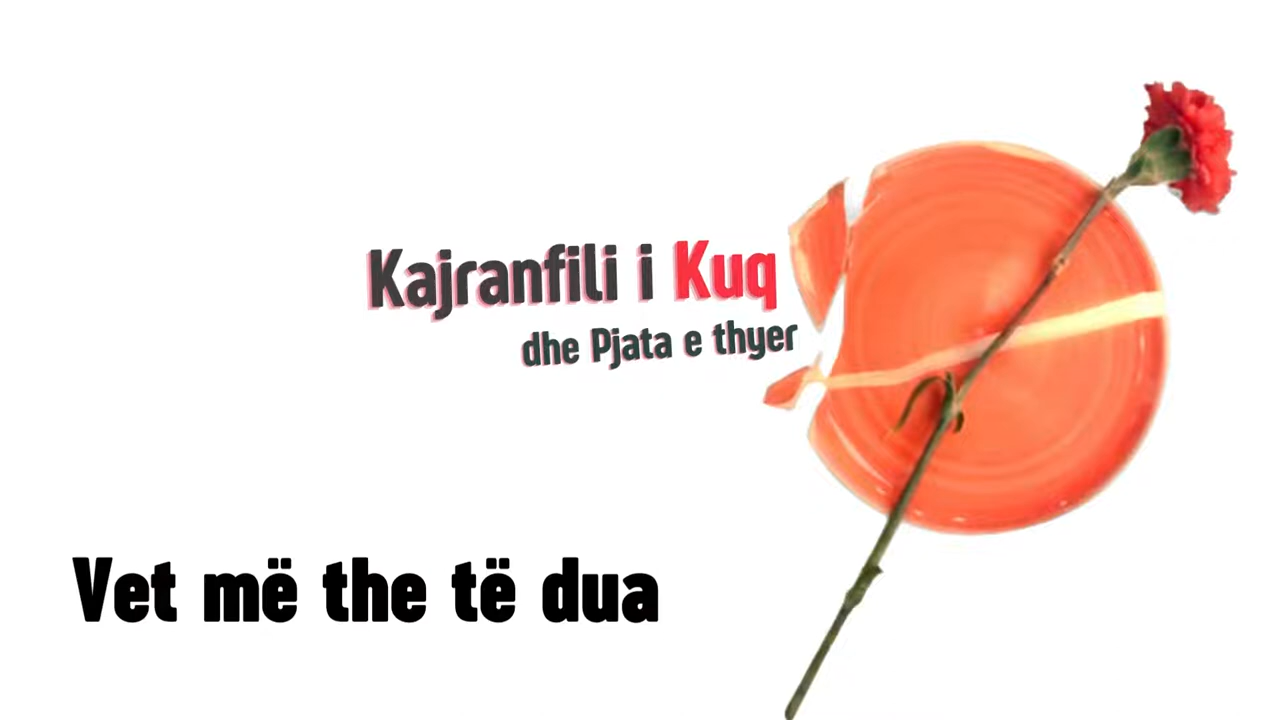 Kajranfili i Kuq
dhe Pjata e thyer
Vet më the të dua